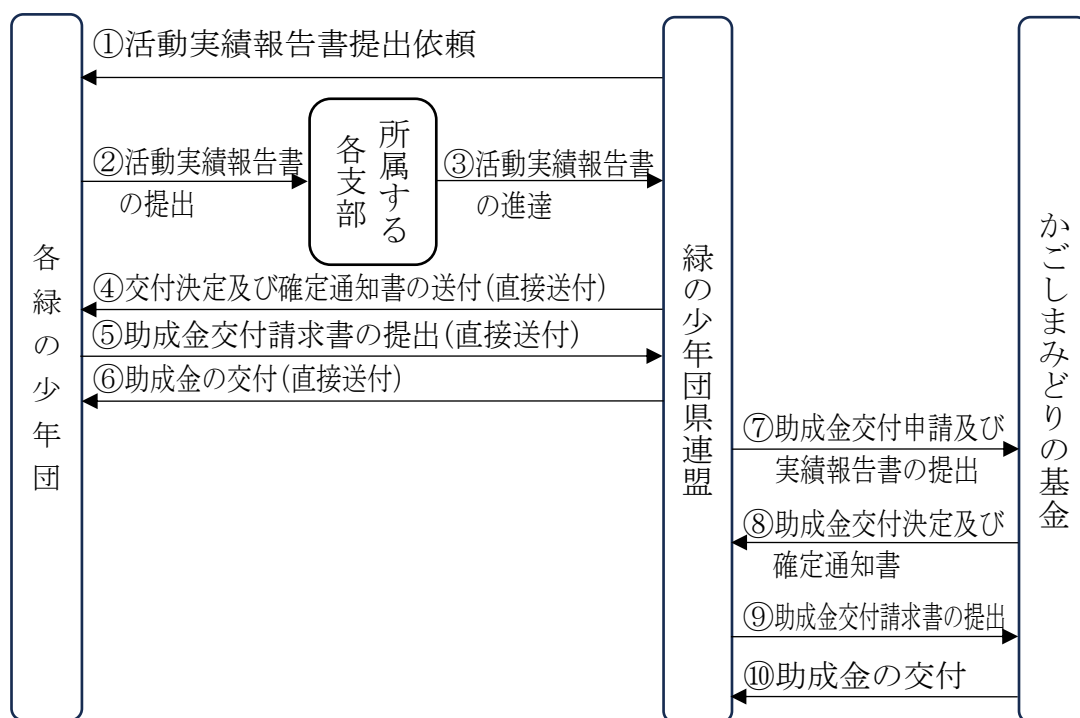 ①活動実績報告書提出依頼
②活動実績報告書
の提出
所属する
各支部
③活動実績報告書
の進達
各緑の少年団
④交付決定及び確定通知書の送付(直接送付)
⑤助成金交付請求書の提出(直接送付)
⑥助成金の交付(直接送付)
緑の少年団県連盟
⑦助成金交付申請及び
実績報告書の提出
⑧助成金交付決定及び
確定通知書
⑨助成金交付請求書の提出
⑩助成金の交付
かごしまみどりの基金